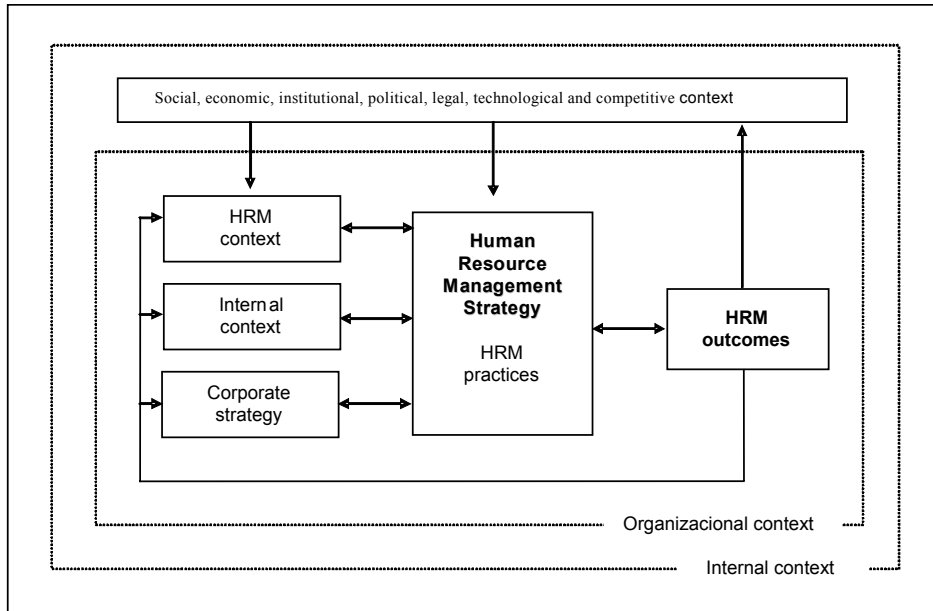 Social, economic, institutional, political, legal, technological and competitive context
HRM
context
Internal
context
Corporate
strategy
Human
Resource
Management
Strategy
HRM
practices
HRM
outcomes
Organizacional context
Internal context